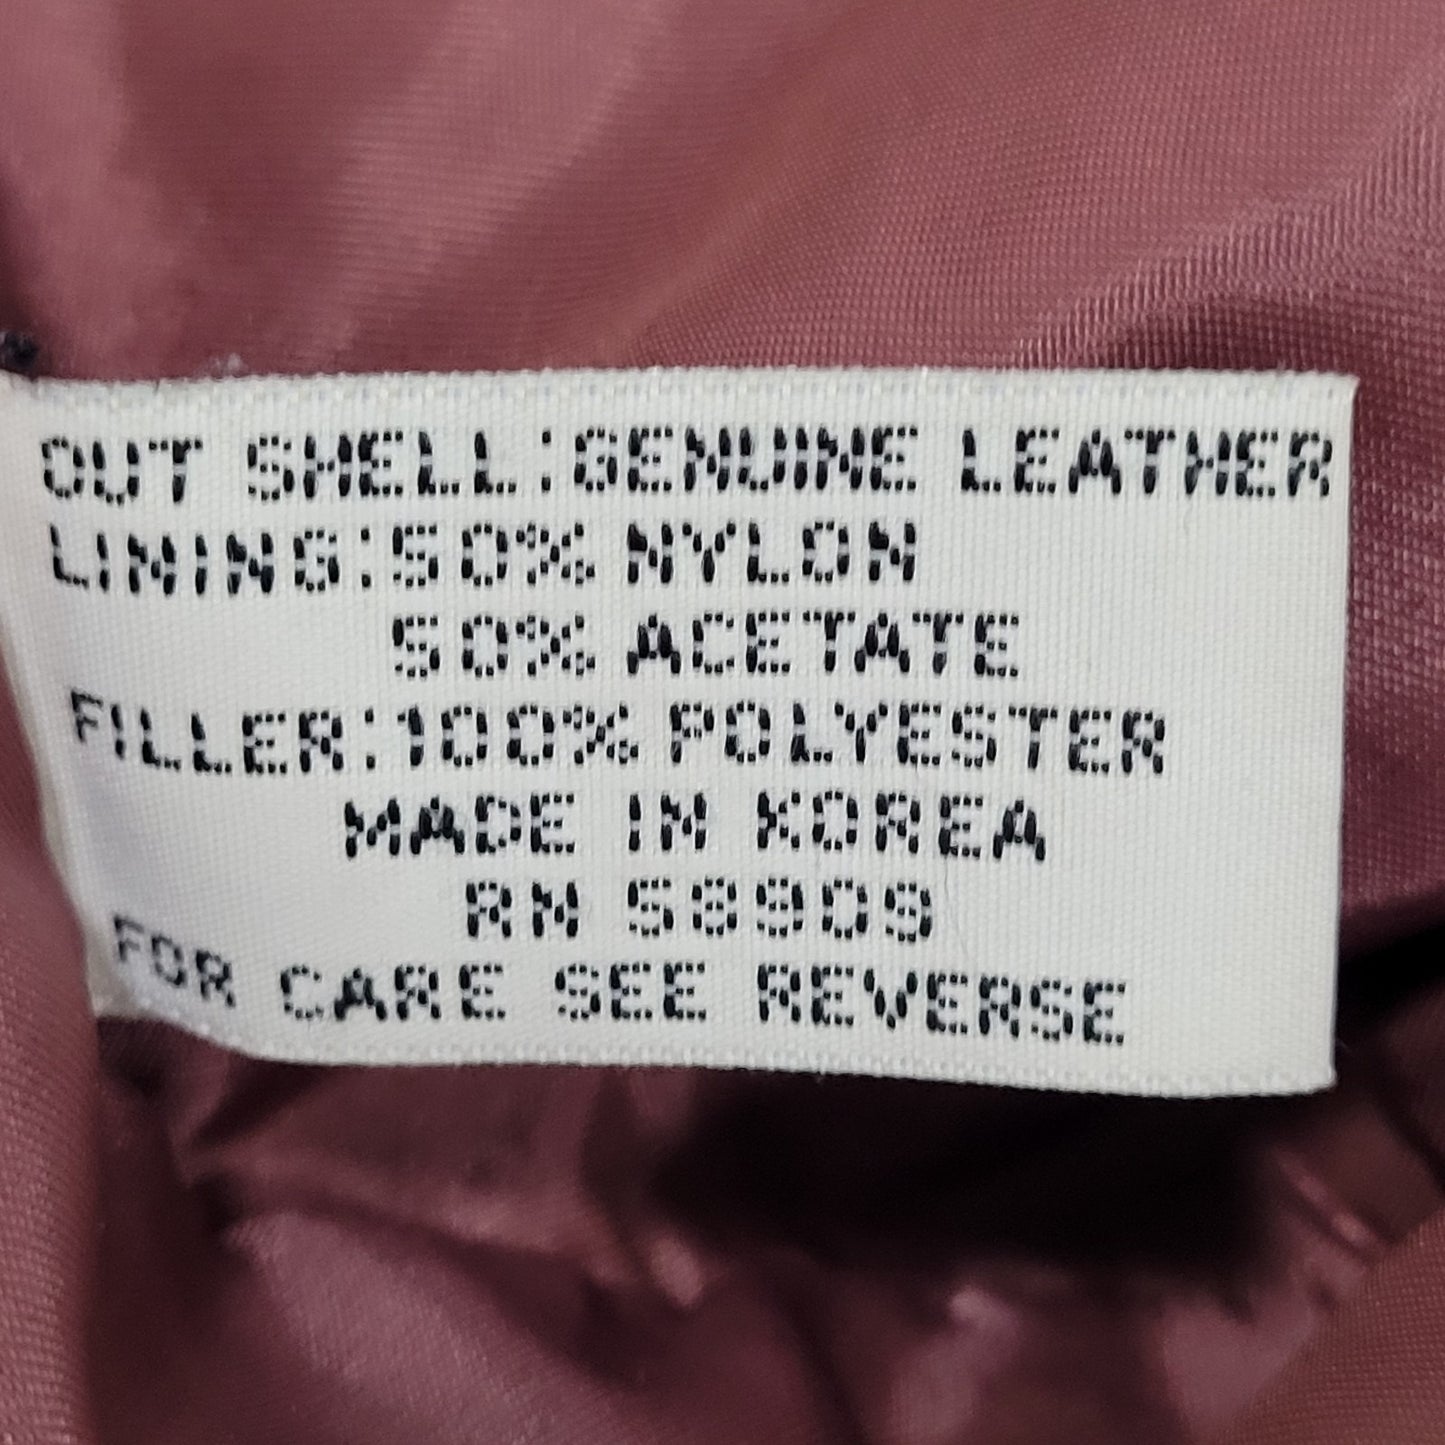 OUT SHELL:GENUINE LEATHER
LINING:50% NYLON
50% ACETATE
FILLER:100% POLYESTER
MADE IN KOREA
RN 58909
FOR CARE SEE REVERSE